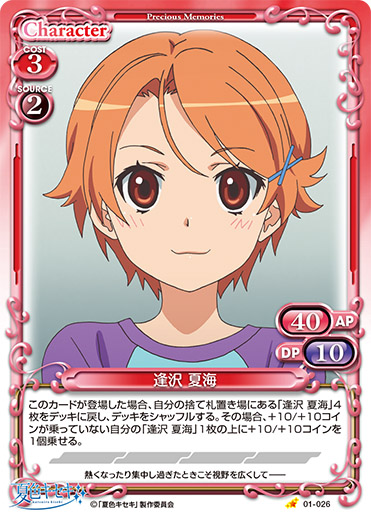 Precious Memories
Character
COST
3
SOURCE
2
40 AP
DP 10
逢沢 夏海
このカードが登場した場合、自分の捨て札置き場にある「逢沢 夏海」4
枚をデッキに戻し、デッキをシャッフルする。その場合、+10/+10コイ
ンが乗っていない自分の「逢沢 夏海」1枚の上に+10/+10コインを
1個乗せる。
熱くなったり集中し過ぎたときこそ視野を広くして――
夏色キセキ
©「夏色キセキ」製作委員会
01-026